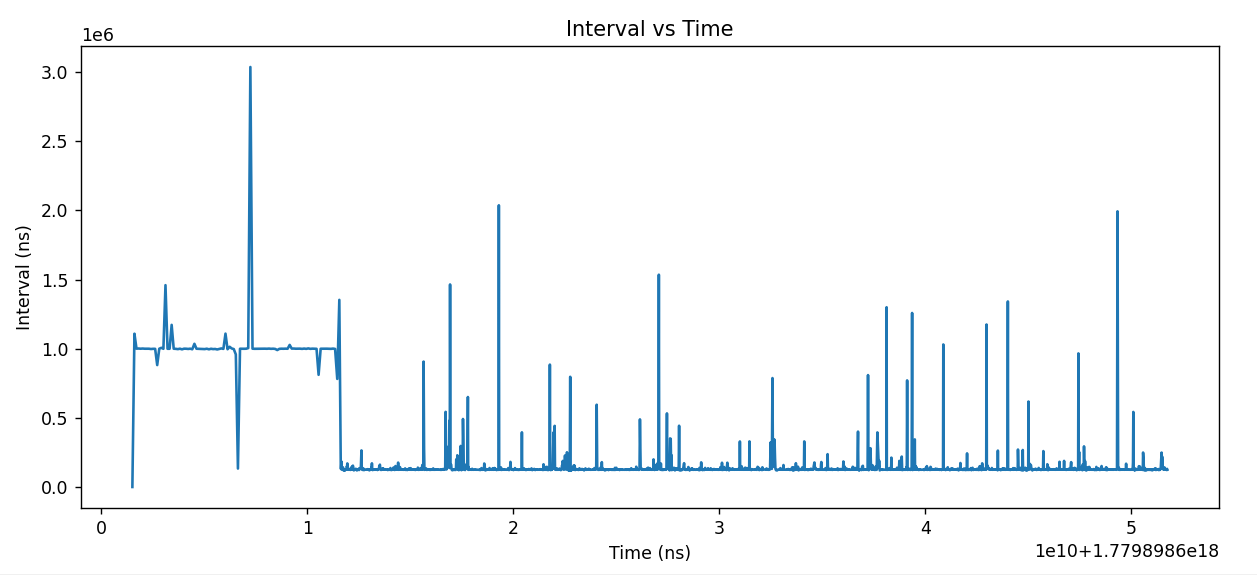 Interval vs Time
1e6
3.0
2.5
2.0
1.5
1.0
0.5
0.0
Interval (ns)
0 1 2 3 4 5
Time (ns)
1e10+1.7798986e18